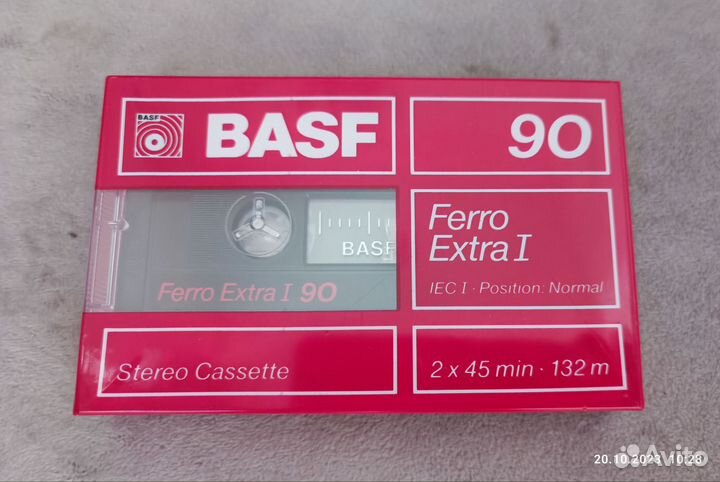 BASF
BASF
90
Ferro
Extra I
IEC I · Position: Normal
BASF
Ferro Extra I 90
Stereo Cassette
2 x 45 min · 132 m
Avito
20.10.2023 10:28